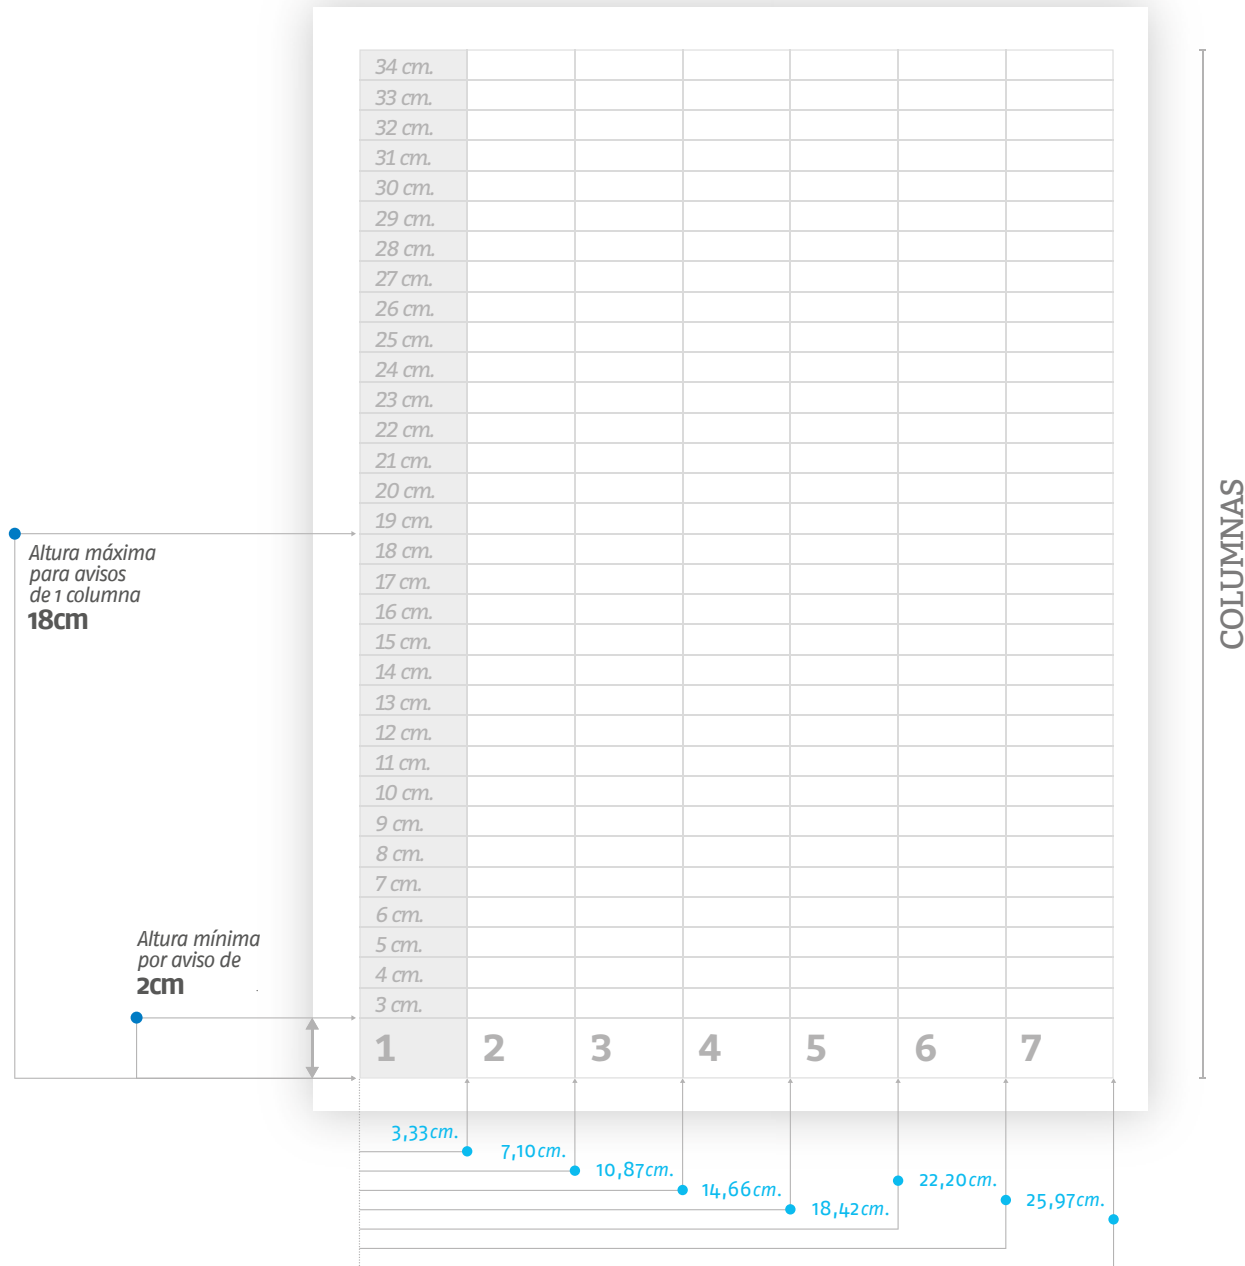 34 cm.
33 cm.
32 cm.
31 cm.
30 cm.
29 cm.
28 cm.
27 cm.
26 cm.
25 cm.
24 cm.
23 cm.
22 cm.
21 cm.
20 cm.
19 cm.
18 cm.
17 cm.
16 cm.
15 cm.
14 cm.
13 cm.
12 cm.
11 cm.
10 cm.
9 cm.
8 cm.
7 cm.
6 cm.
5 cm.
4 cm.
3 cm.
1 2 3 4 5 6 7
Altura máxima
para avisos
de 1 columna
18cm
Altura mínima
por aviso de
2cm
COLUMNAS
3,33cm.
7,10cm.
10,87cm.
14,66cm.
18,42cm.
22,20cm.
25,97cm.